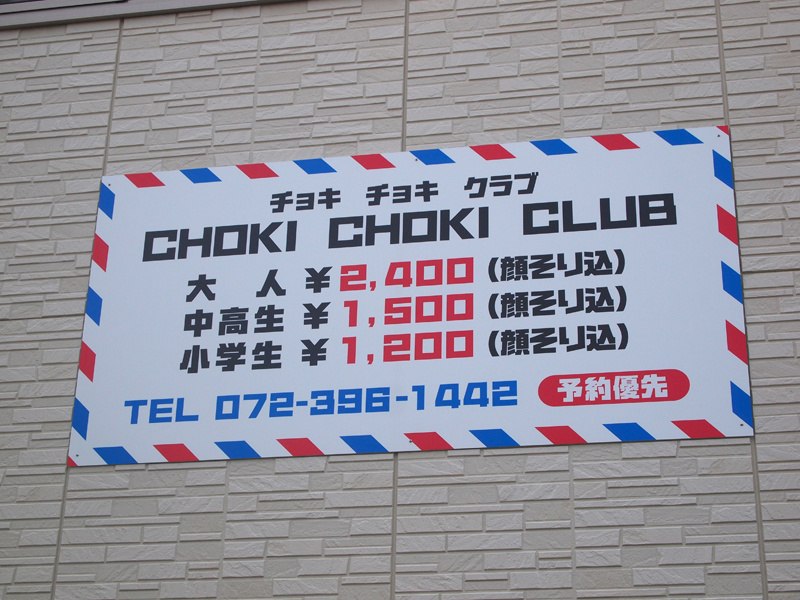 チョキ チョキ クラブ
CHOKI CHOKI CLUB
大 人 ¥2,400 (顔そり込)
中高生 ¥1,500 (顔そり込)
小学生 ¥1,200 (顔そり込)
TEL 072-396-1442 予約優先